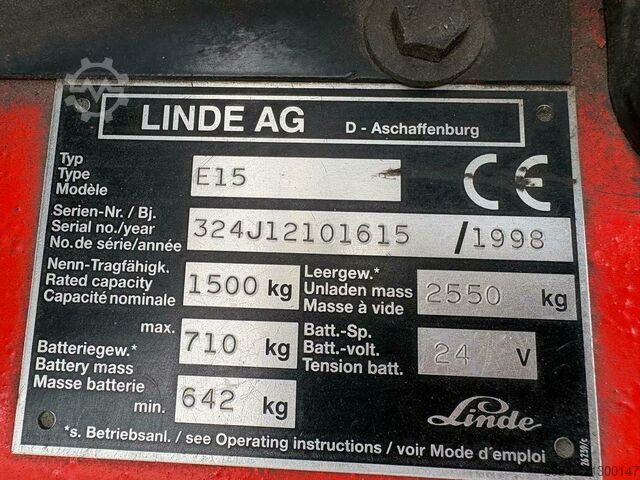 LINDE AG D - Aschaffenburg
Typ
Type
Modèle
E15
CE
Serien-Nr. / Bj.
Serial no./year
No.de série/année
324J12101615 /1998
Nenn-Tragfähigk.
Rated capacity
Capacité nominale
1500 kg
Leergew.*
Unladen mass
Masse à vide
2550 kg
Batteriegew.*
Battery mass
Masse batterie
max. 710 kg
min. 642 kg
Batt.-Sp.
Batt.-volt.
Tension batt.
24 V
Linde
*s. Betriebsanl. / see Operating instructions / voir Mode d'emploi